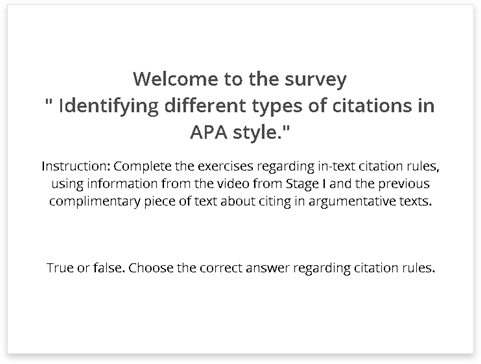 Welcome to the survey
" Identifying different types of citations in
APA style."
Instruction: Complete the exercises regarding in-text citation rules,
using information from the video from Stage I and the previous
complimentary piece of text about citing in argumentative texts.
True or false. Choose the correct answer regarding citation rules.